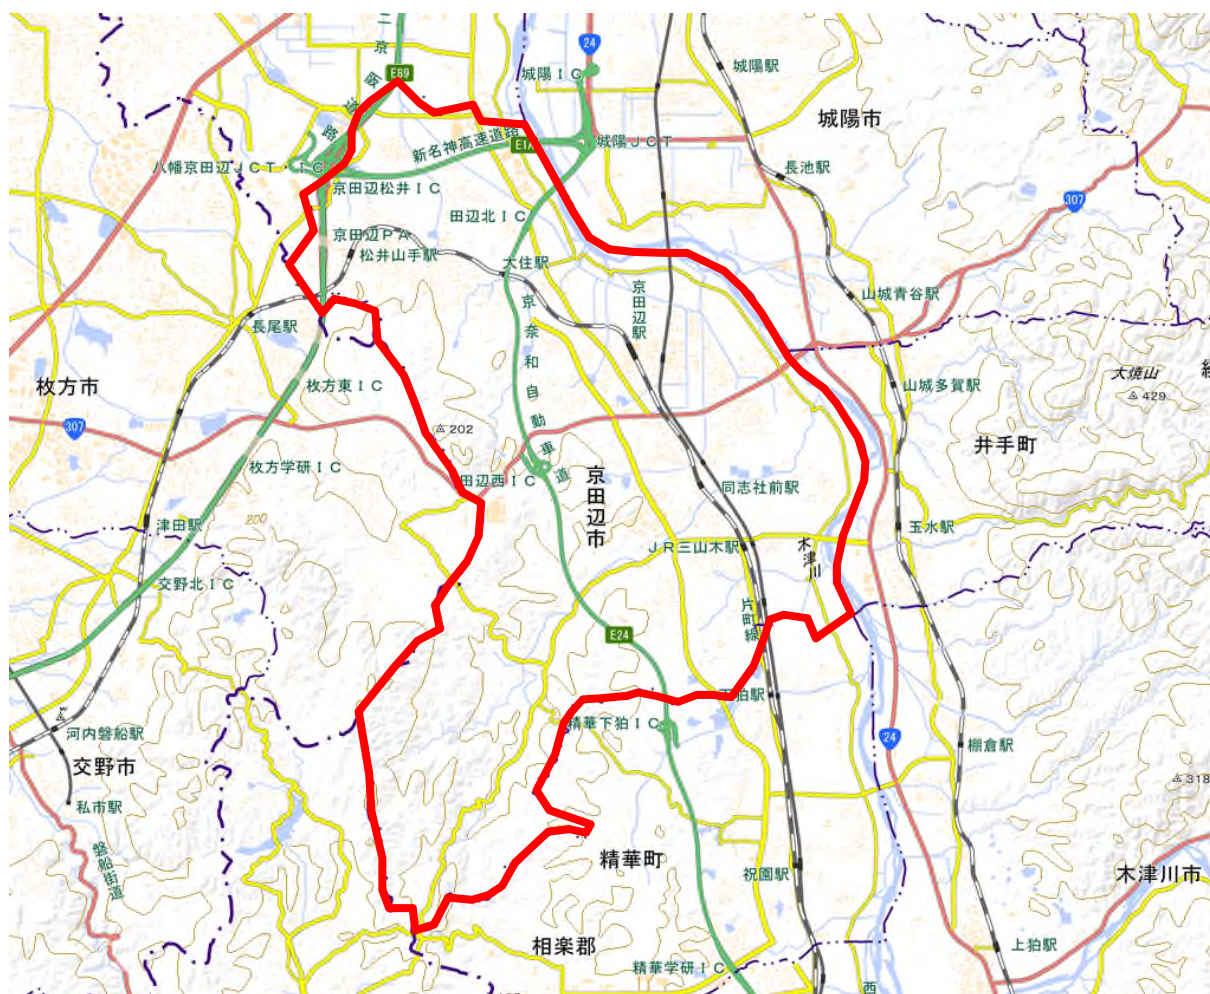 二
京
阪
道
路
E89
24
城陽IC
城陽駅
城陽市
新名神高速道路
E1A
城陽JCT
八幡京田辺JCT・IC
長池駅
京田辺松井IC
307
田辺北IC
京田辺PA
松井山手駅
大住駅
京田辺駅
山城青谷駅
京奈和自動車道
長尾駅
枚方市
枚方東IC
山城多賀駅
大焼山
429
307
202
井手町
枚方学研IC
田辺西IC
京田辺市
同志社前駅
200
津田駅
玉水駅
JR三山木駅
木津川
交野北IC
片町線
E24
下狛駅
河内磐船駅
精華下狛IC
24
棚倉駅
交野市
318
私市駅
磐船街道
精華町
祝園駅
木津川市
相楽郡
上狛駅
精華学研IC
西